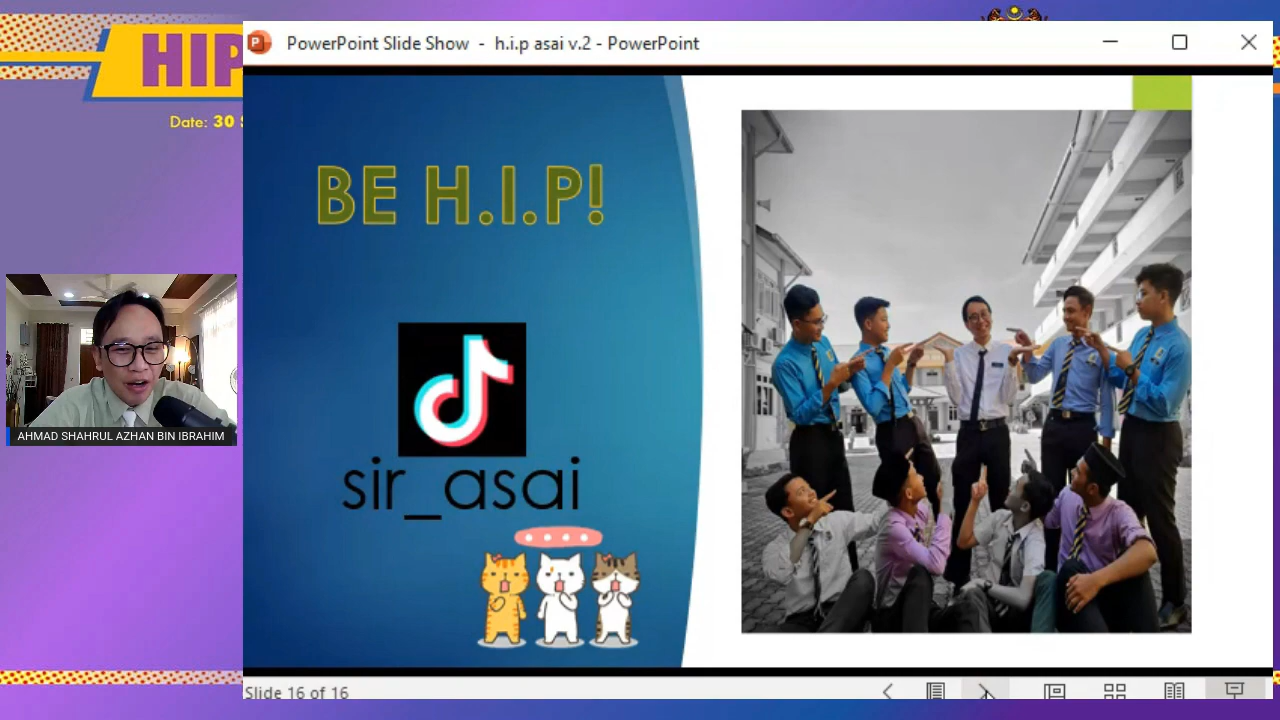 HIP
Date: 30 S
PowerPoint Slide Show - h.i.p asai v.2 - PowerPoint
BE H.I.P!
sir_asai
AHMAD SHAHRUL AZHAN BIN IBRAHIM
Slide 16 of 16